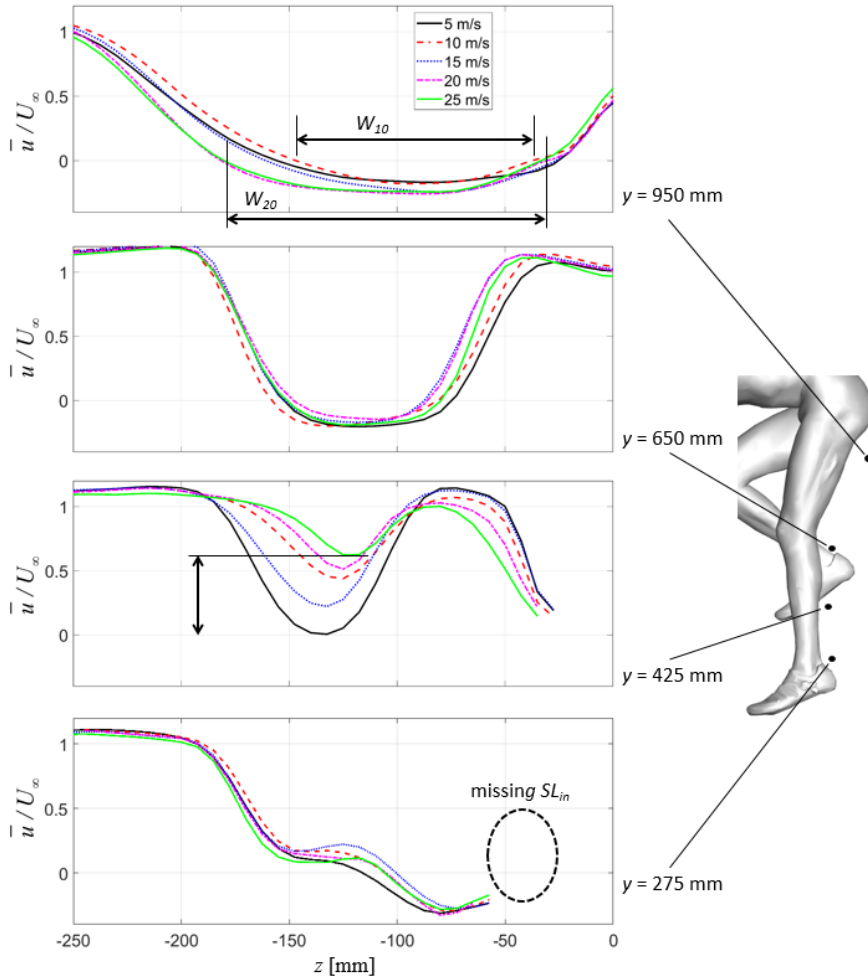 1
0.5
0
u̅ / U∞
5 m/s
10 m/s
15 m/s
20 m/s
25 m/s
W10
W20
y = 950 mm
1
0.5
0
u̅ / U∞
y = 650 mm
1
0.5
0
u̅ / U∞
y = 425 mm
1
0.5
0
u̅ / U∞
missing SLin
y = 275 mm
-250 -200 -150 -100 -50 0
z [mm]